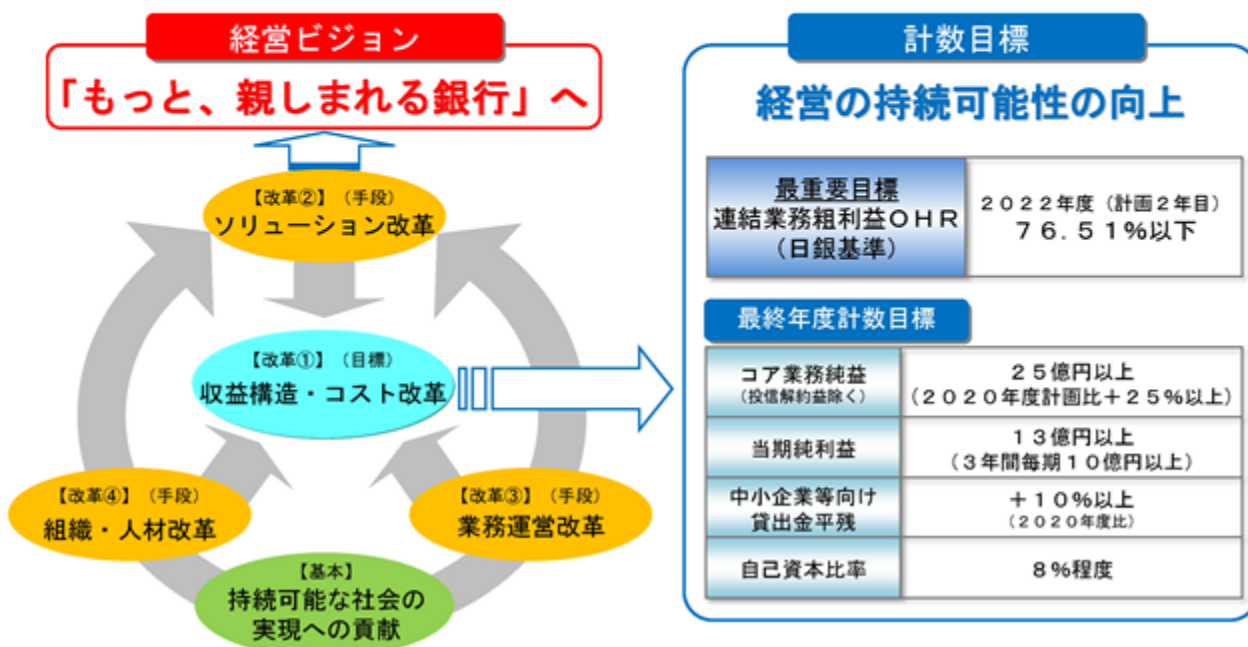 経営ビジョン
「もっと、親しまれる銀行」へ
【改革②】（手段）
ソリューション改革
【改革①】（目標）
収益構造・コスト改革
【改革④】（手段）
組織・人材改革
【改革③】（手段）
業務運営改革
【基本】
持続可能な社会の
実現への貢献
計数目標
経営の持続可能性の向上
最重要目標
連結業務粗利益ＯＨＲ
（日銀基準）
２０２２年度（計画２年目）
７６．５１％以下
最終年度計数目標
コア業務純益
（投信解約益除く）
２５億円以上
（２０２０年度計画比＋２５％以上）
当期純利益
１３億円以上
（３年間毎期１０億円以上）
中小企業等向け
貸出金平残
＋１０％以上
（２０２０年度比）
自己資本比率
８％程度